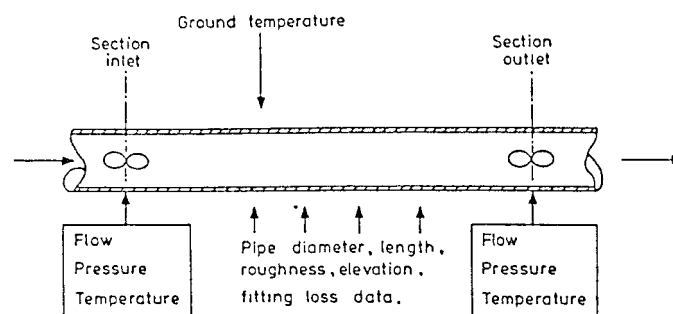 Ground temperature
Section
inlet
Section
outlet
Flow
Pressure
Temperature
Pipe diameter, length,
roughness, elevation,
fitting loss data.
Flow
Pressure
Temperature